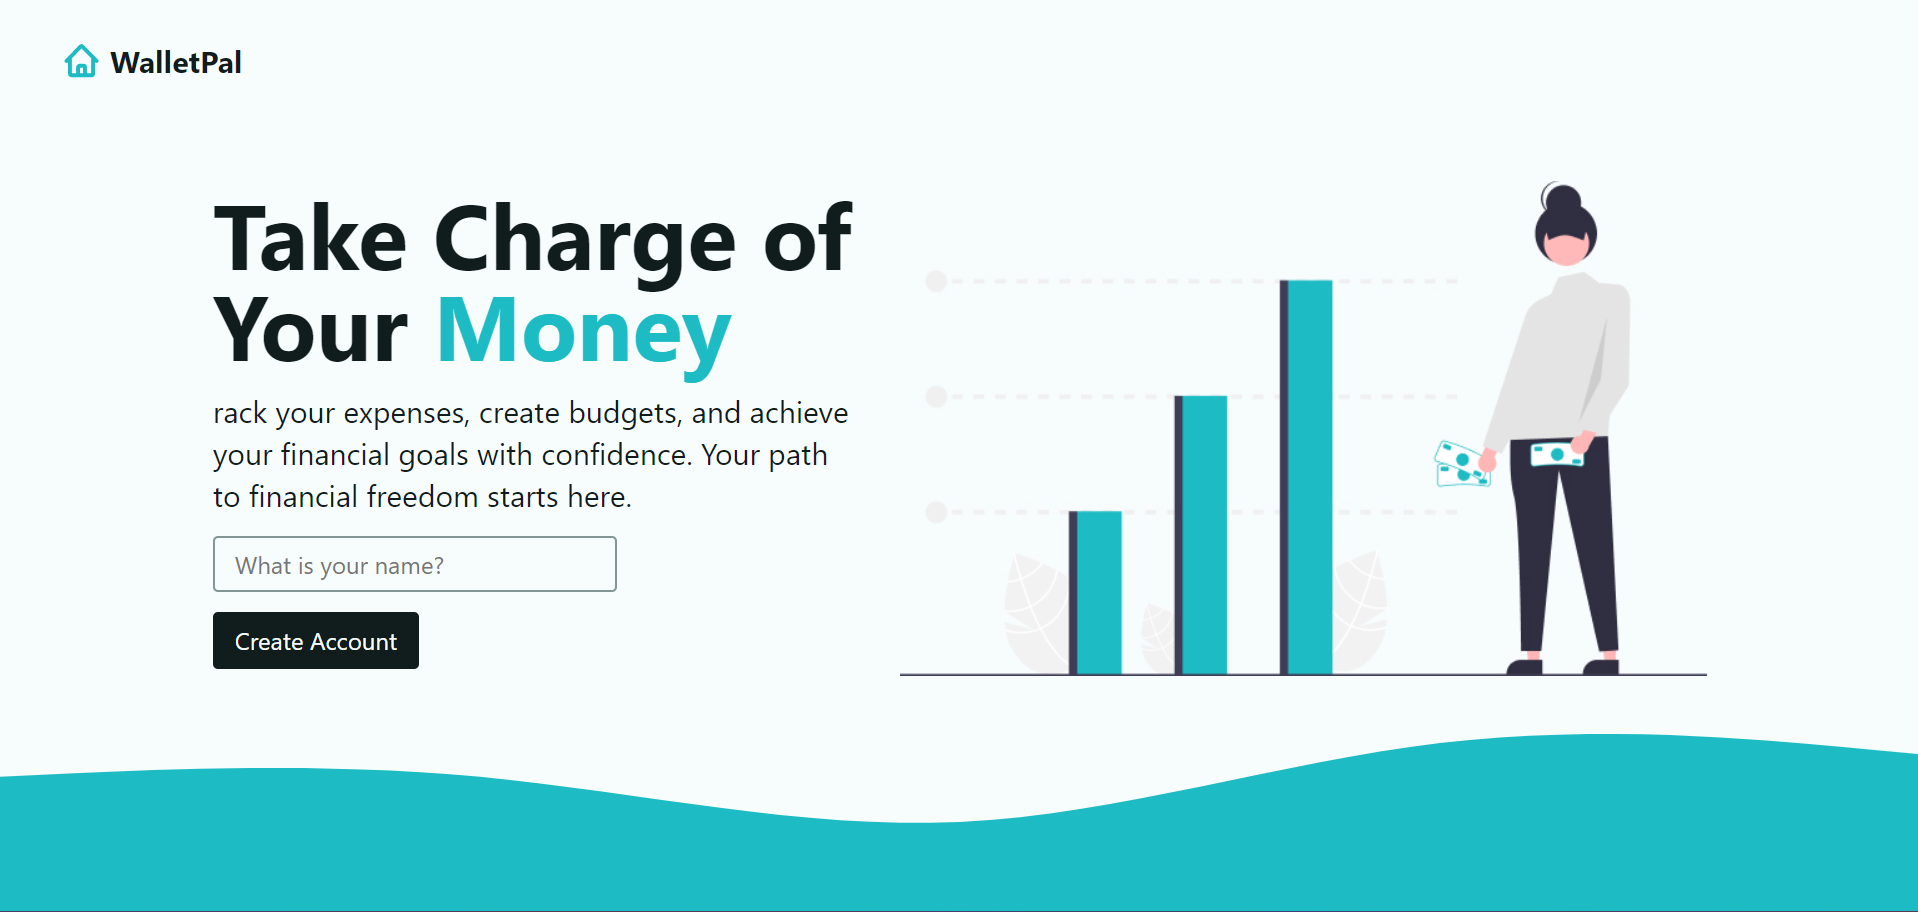 WalletPal
Take Charge of
Your Money
rack your expenses, create budgets, and achieve
your financial goals with confidence. Your path
to financial freedom starts here.
What is your name?
Create Account